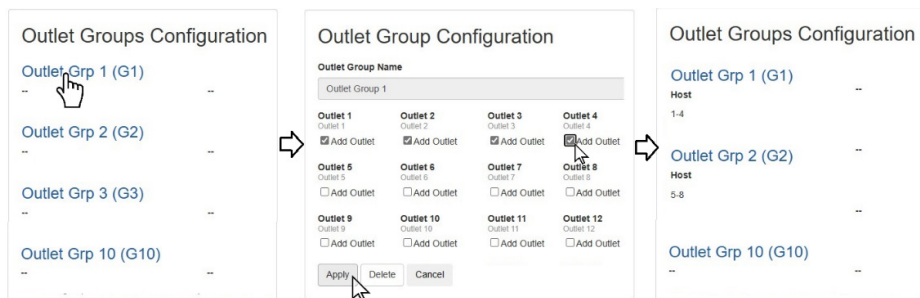 Outlet Groups Configuration
Outlet Grp 1 (G1)
-- --
Outlet Grp 2 (G2)
-- --
Outlet Grp 3 (G3)
-- --
Outlet Grp 10 (G10)
-- --
Outlet Group Configuration
Outlet Group Name
Outlet Group 1
Outlet 1 Outlet 2 Outlet 3 Outlet 4
Outlet 1 Outlet 2 Outlet 3 Outlet 4
Add Outlet Add Outlet Add Outlet Add Outlet
Outlet 5 Outlet 6 Outlet 7 Outlet 8
Outlet 5 Outlet 6 Outlet 7 Outlet 8
Add Outlet Add Outlet Add Outlet Add Outlet
Outlet 9 Outlet 10 Outlet 11 Outlet 12
Outlet 9 Outlet 10 Outlet 11 Outlet 12
Add Outlet Add Outlet Add Outlet Add Outlet
Apply Delete Cancel
Outlet Groups Configuration
Outlet Grp 1 (G1)
Host --
1-4
Outlet Grp 2 (G2)
Host --
5-8
--
Outlet Grp 10 (G10)
-- --